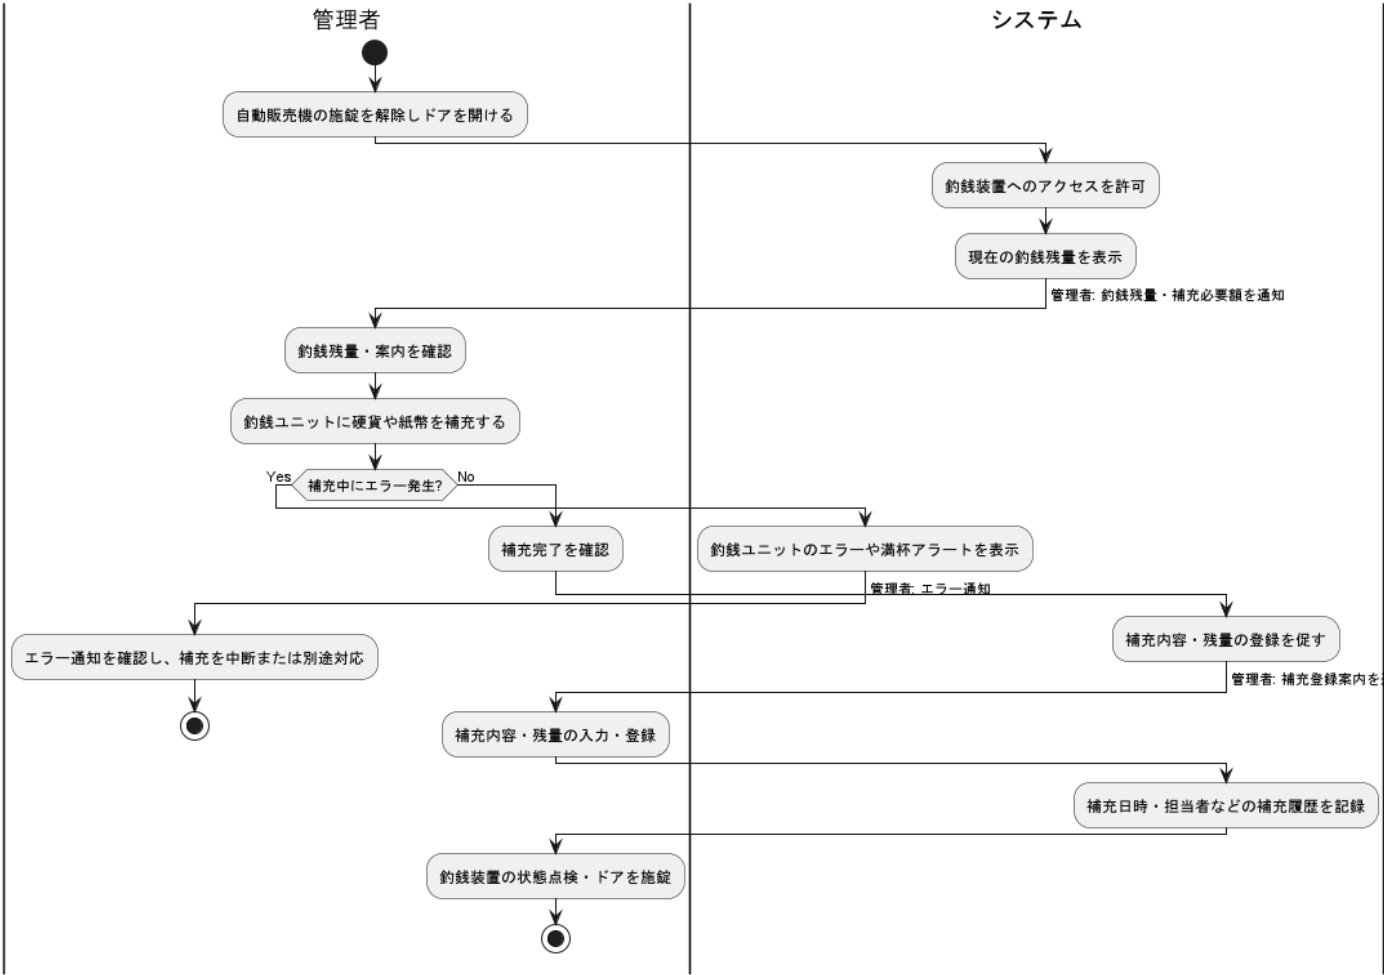 管理者
システム
自動販売機の施錠を解除しドアを開ける
釣銭装置へのアクセスを許可
現在の釣銭残量を表示
管理者: 釣銭残量・補充必要額を通知
釣銭残量・案内を確認
釣銭ユニットに硬貨や紙幣を補充する
Yes
補充中にエラー発生?
No
補充完了を確認
釣銭ユニットのエラーや満杯アラートを表示
管理者: エラー通知
補充内容・残量の登録を促す
エラー通知を確認し、補充を中断または別途対応
管理者: 補充登録案内を
補充内容・残量の入力・登録
補充日時・担当者などの補充履歴を記録
釣銭装置の状態点検・ドアを施錠